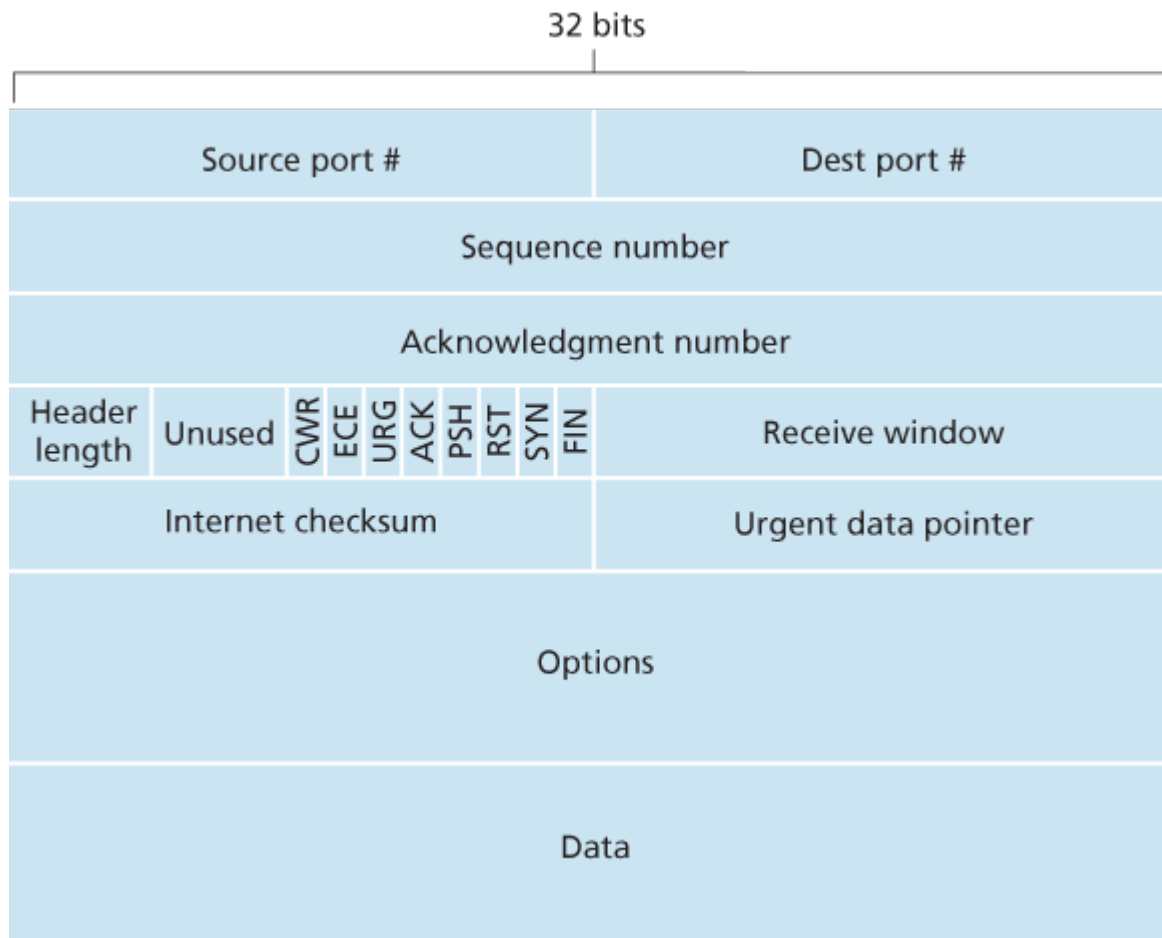 32 bits
Source port #
Dest port #
Sequence number
Acknowledgment number
Header
length
Unused
CWR
ECE
URG
ACK
PSH
RST
SYN
FIN
Receive window
Internet checksum
Urgent data pointer
Options
Data